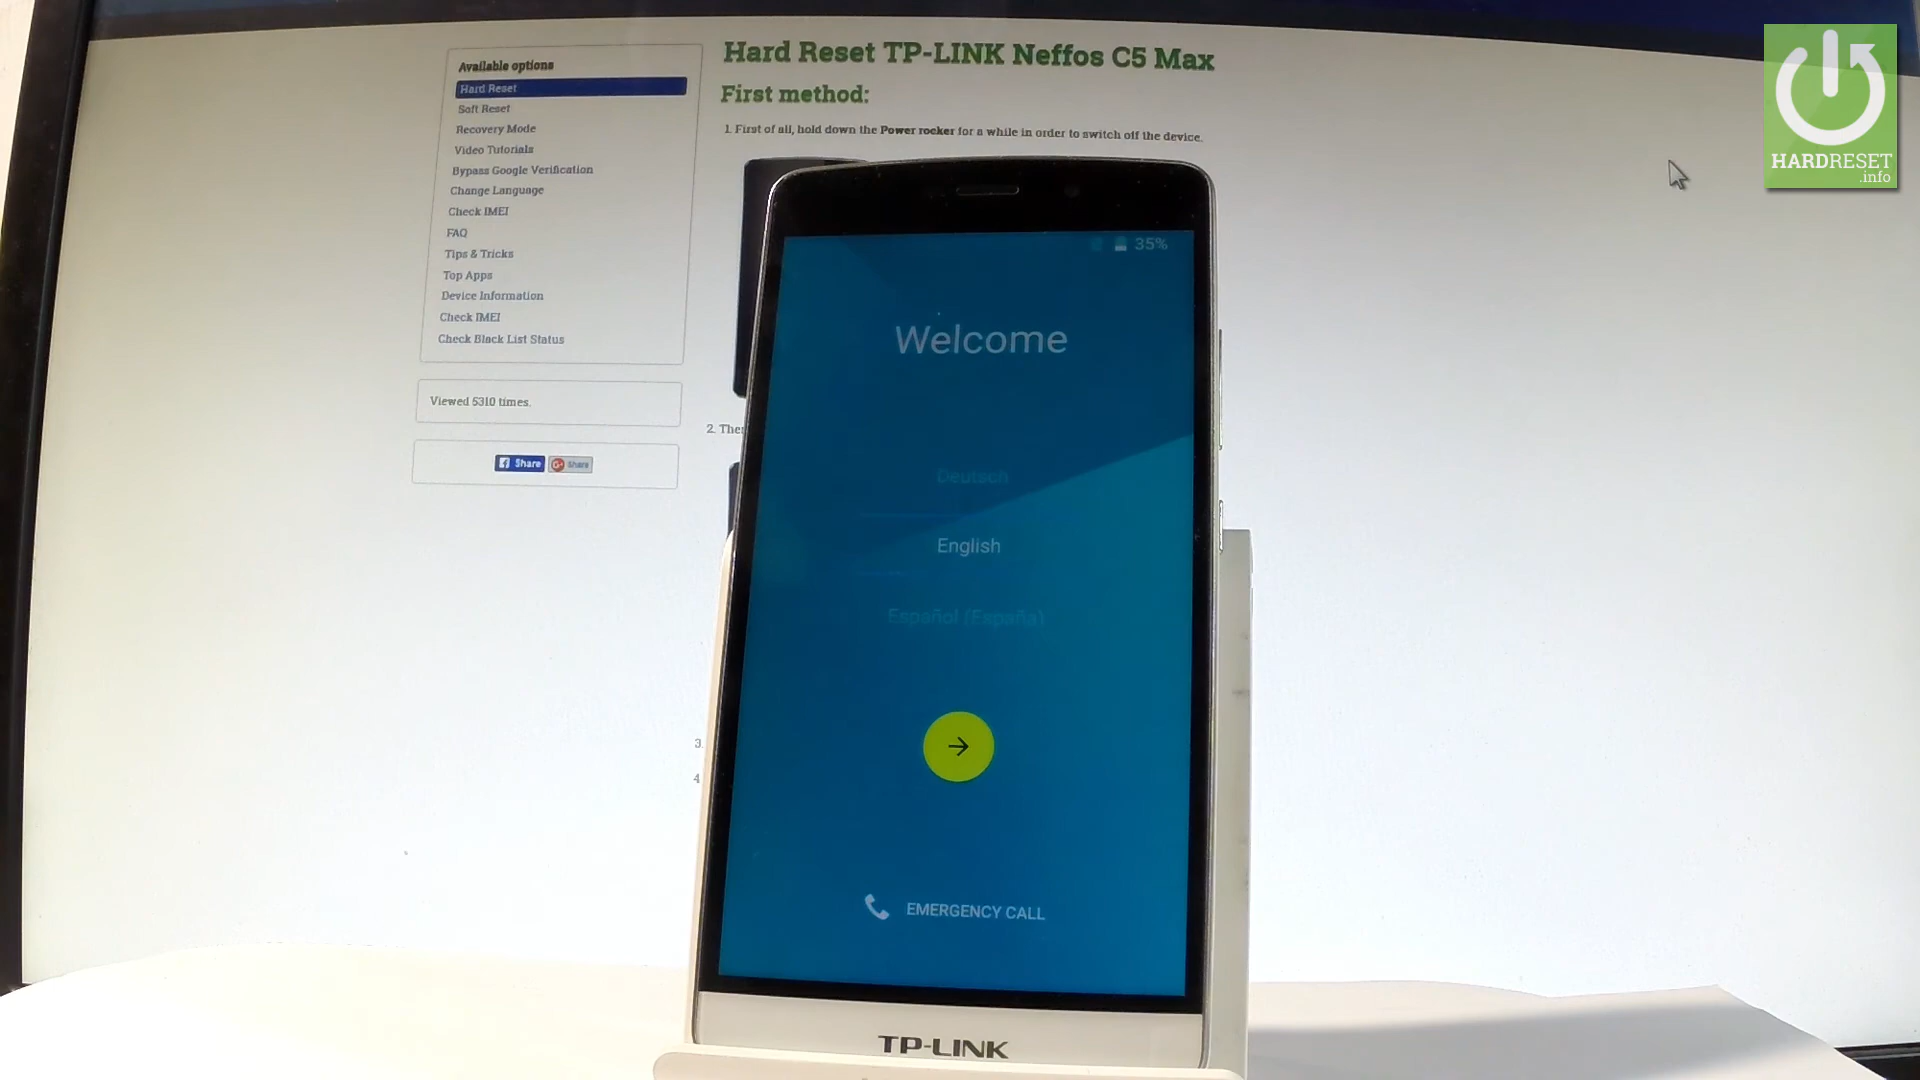 Hard Reset TP-LINK Neffos C5 Max
First method:
1. First of all, hold down the Power rocker for a while in order to switch off the device.
2. Then
3.
4
Available options
Hard Reset
Soft Reset
Recovery Mode
Video Tutorials
Bypass Google Verification
Change Language
Check IMEI
FAQ
Tips & Tricks
Top Apps
Device Information
Check IMEI
Check Black List Status
Viewed 5310 times.
Share
Share
35%
Welcome
Deutsch
English
Español (España)
EMERGENCY CALL
TP-LINK
HARDRESET
.info